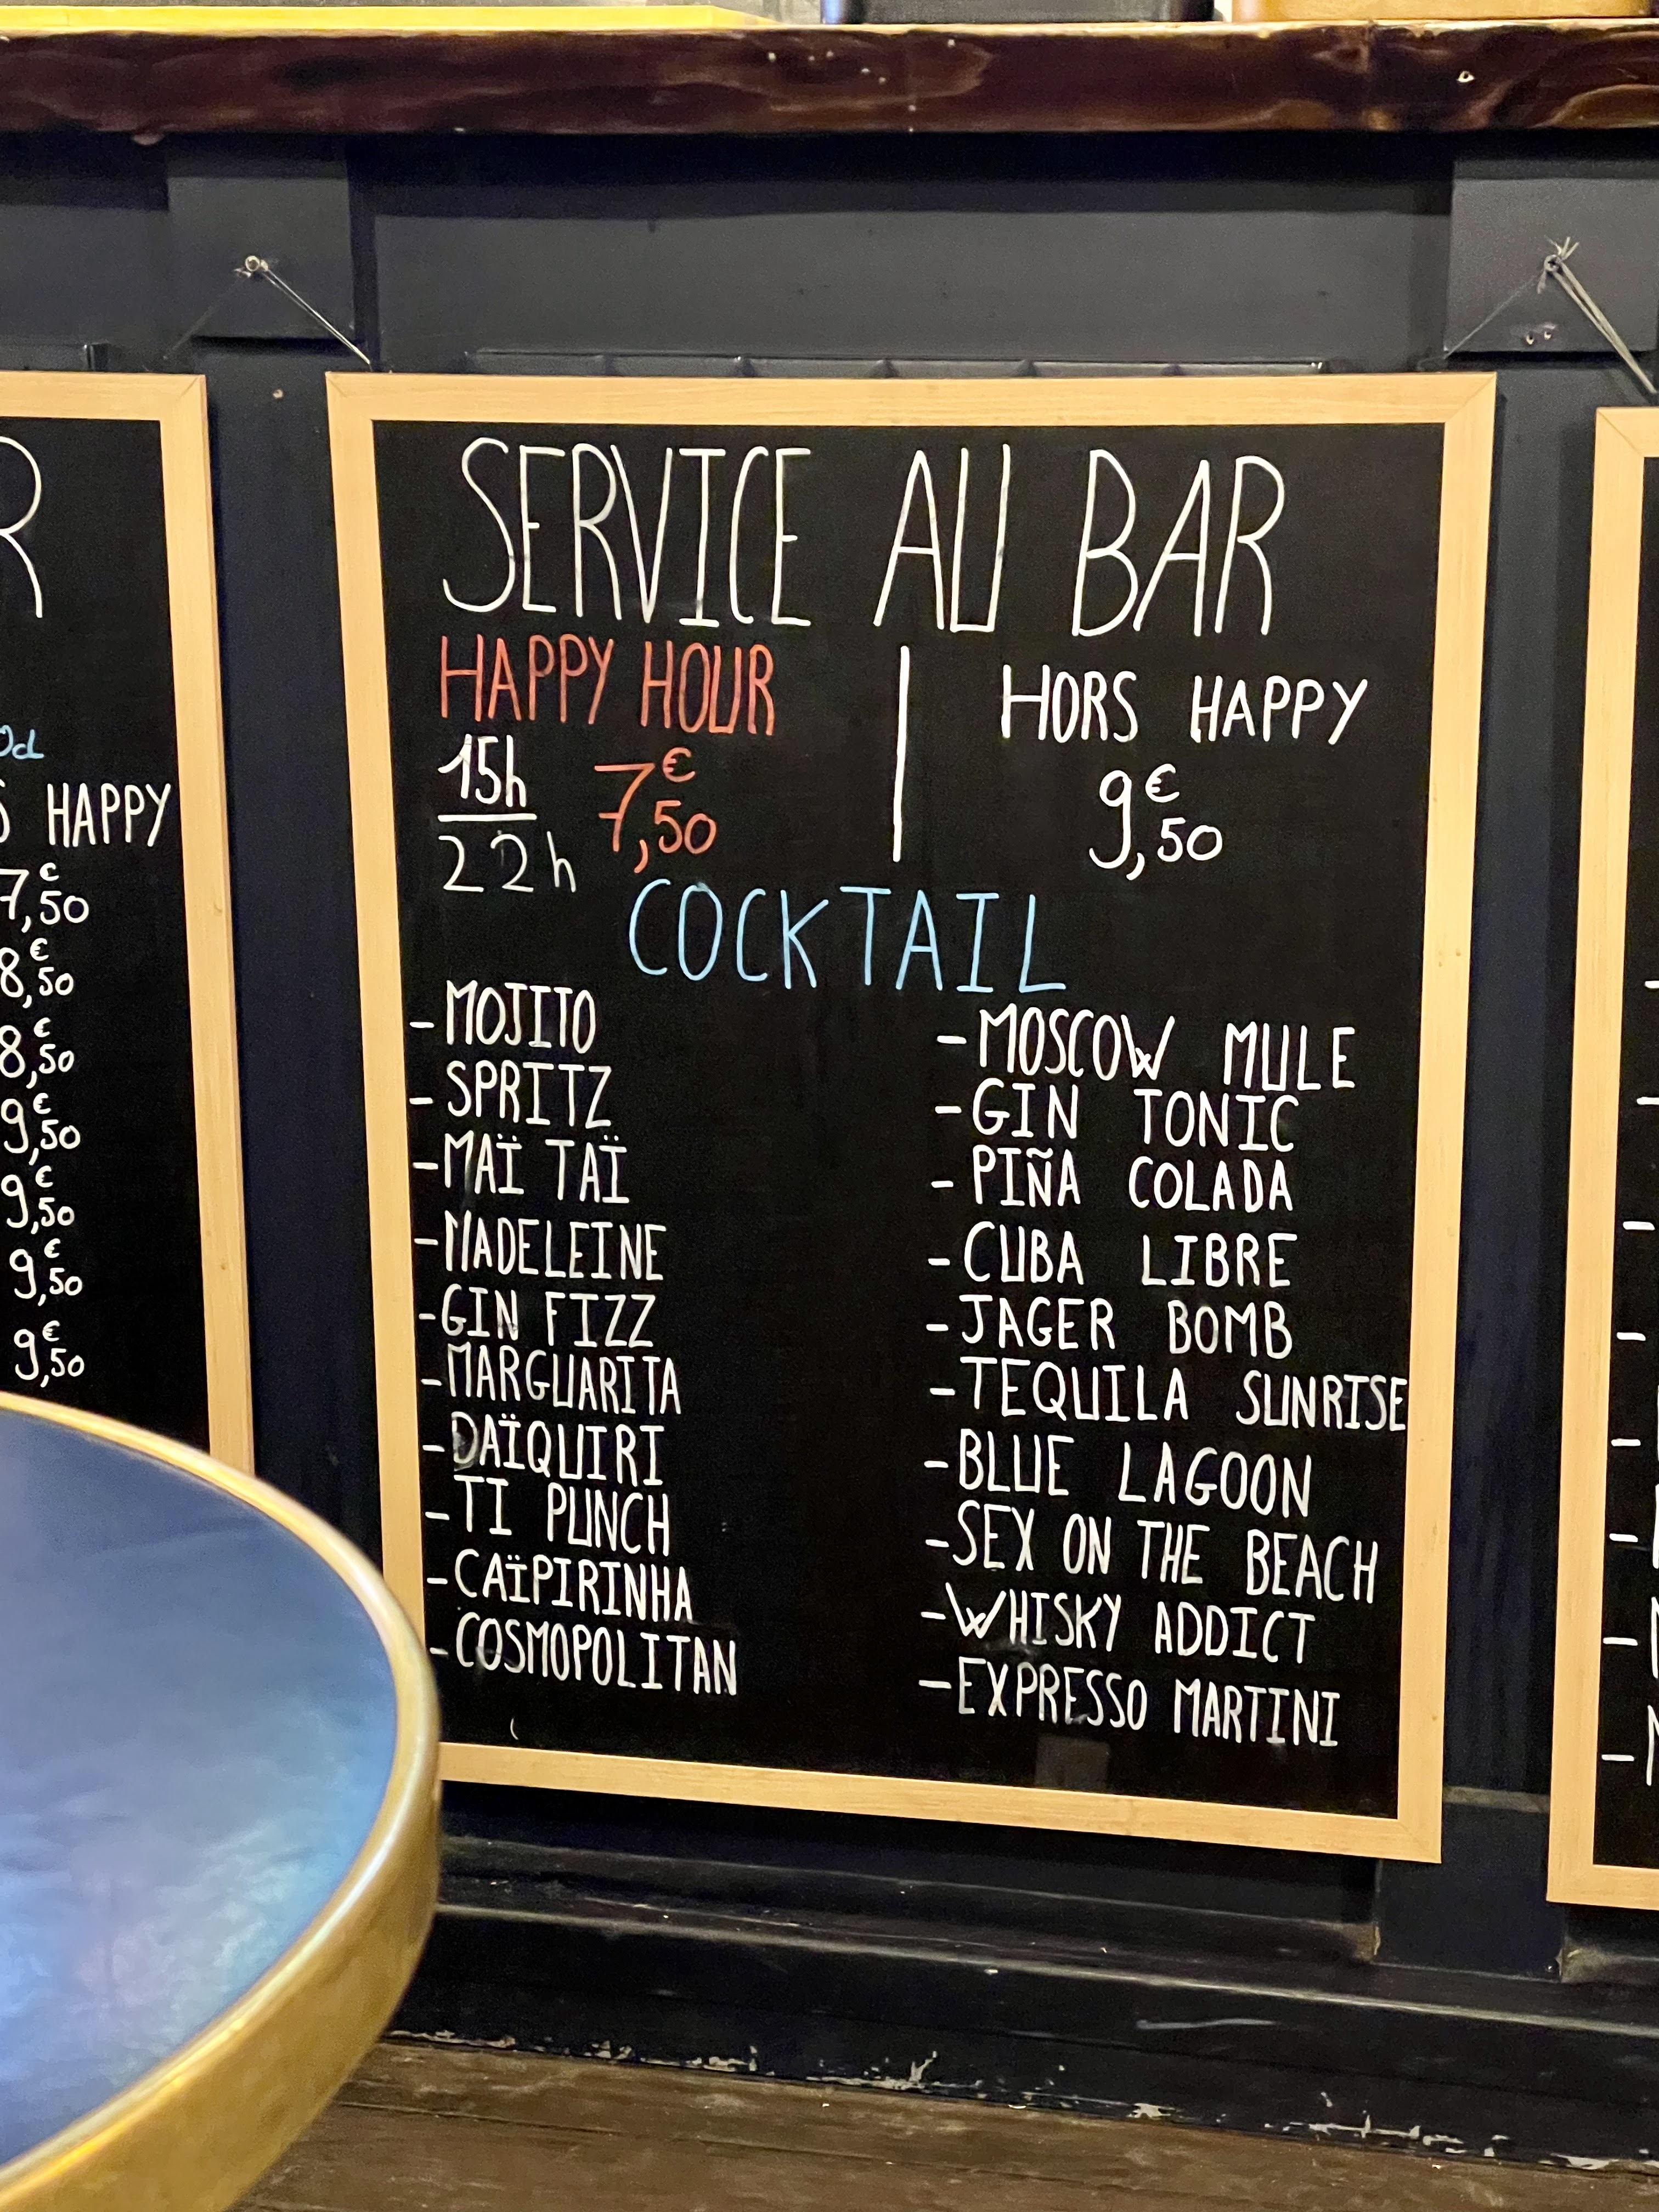 R
od
HAPPY
7,50€
8,50€
8,50€
9,50€
9,50€
9,50€
9,50€
SERVICE AU BAR
HAPPY HOUR
15h
22h
7,50€
HORS HAPPY
9,50€
COCKTAIL
-MOJITO
-SPRITZ
-MAÏ TAÏ
-MADELEINE
-GIN FIZZ
-MARGUARITA
-DAÏQUIRI
-TI PUNCH
-CAÏPIRINHA
-COSMOPOLITAN
-MOSCOW MULE
-GIN TONIC
-PIÑA COLADA
-CUBA LIBRE
-JAGER BOMB
-TEQUILA SUNRISE
-BLUE LAGOON
-SEX ON THE BEACH
-WHISKY ADDICT
-EXPRESSO MARTINI